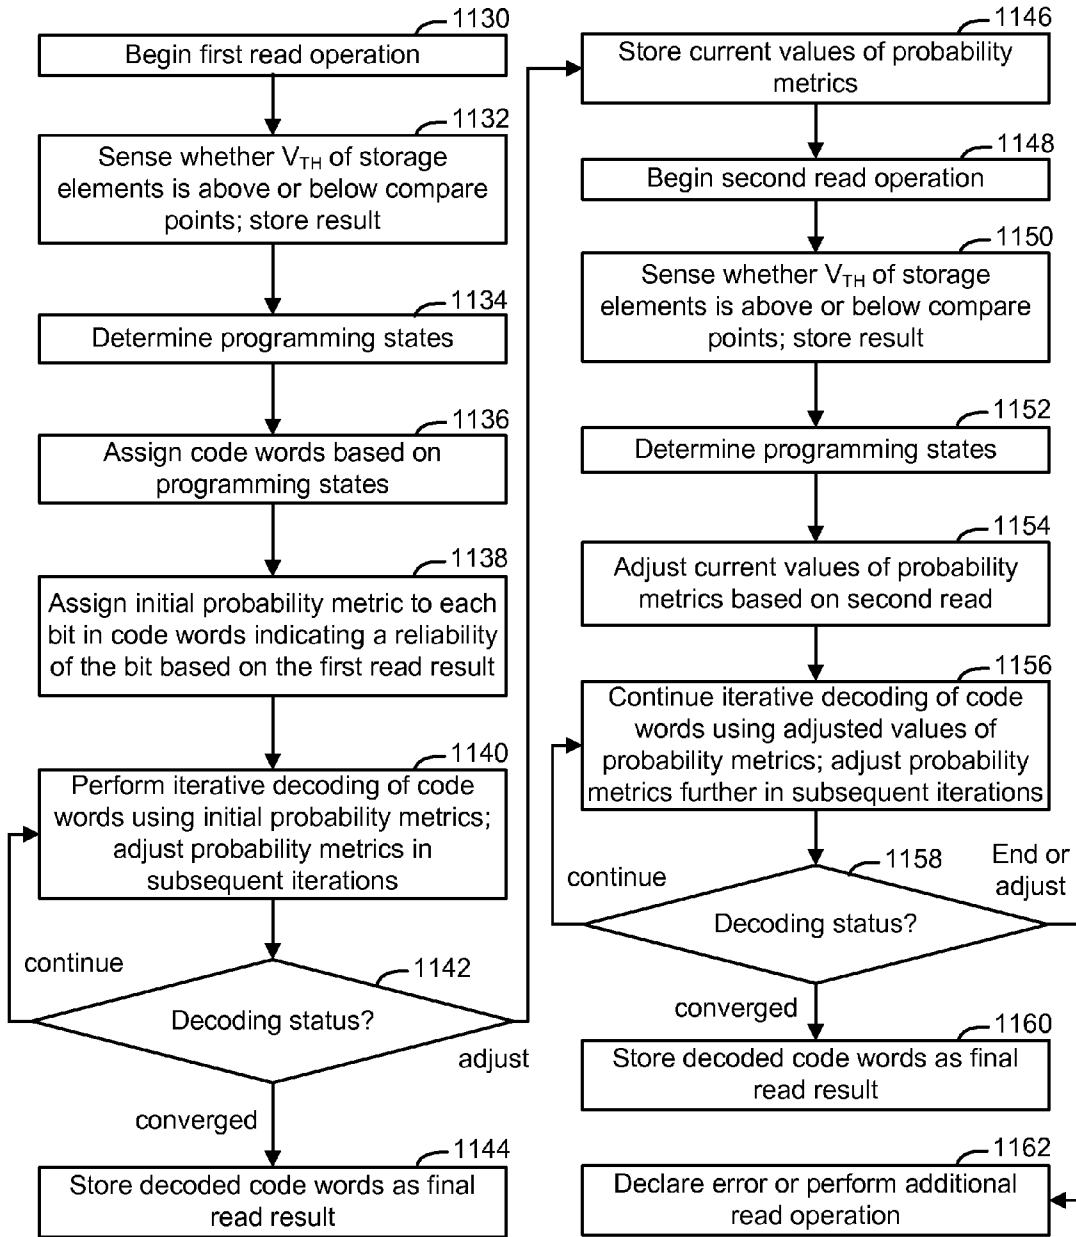 1130
Begin first read operation
1132
Sense whether VTH of storage
elements is above or below compare
points; store result
1134
Determine programming states
1136
Assign code words based on
programming states
1138
Assign initial probability metric to each
bit in code words indicating a reliability
of the bit based on the first read result
1140
Perform iterative decoding of code
words using initial probability metrics;
adjust probability metrics in
subsequent iterations
continue
1142
Decoding status?
adjust
converged
1144
Store decoded code words as final
read result
1146
Store current values of probability
metrics
1148
Begin second read operation
1150
Sense whether VTH of storage
elements is above or below compare
points; store result
1152
Determine programming states
1154
Adjust current values of probability
metrics based on second read
1156
Continue iterative decoding of code
words using adjusted values of
probability metrics; adjust probability
metrics further in subsequent iterations
continue
1158
End or
adjust
Decoding status?
converged
1160
Store decoded code words as final
read result
1162
Declare error or perform additional
read operation